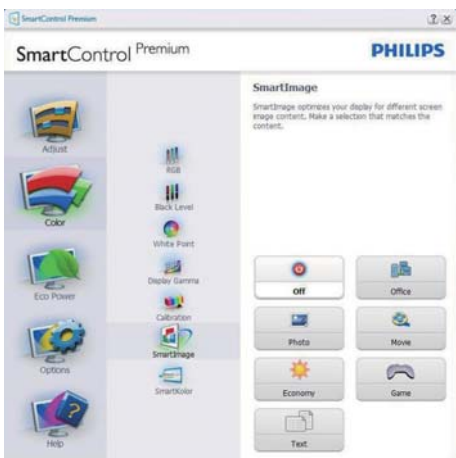 SmartControl Premium
SmartControl Premium
PHILIPS
Adjust
Color
Eco Power
Options
Help
RGB
Black Level
White Point
Display Gamma
Calibration
SmartImage
SmartKolor
SmartImage
SmartImage optimizes your display for different screen
image content. Make a selection that matches the
content.
Off
Office
Photo
Movie
Economy
Game
Text